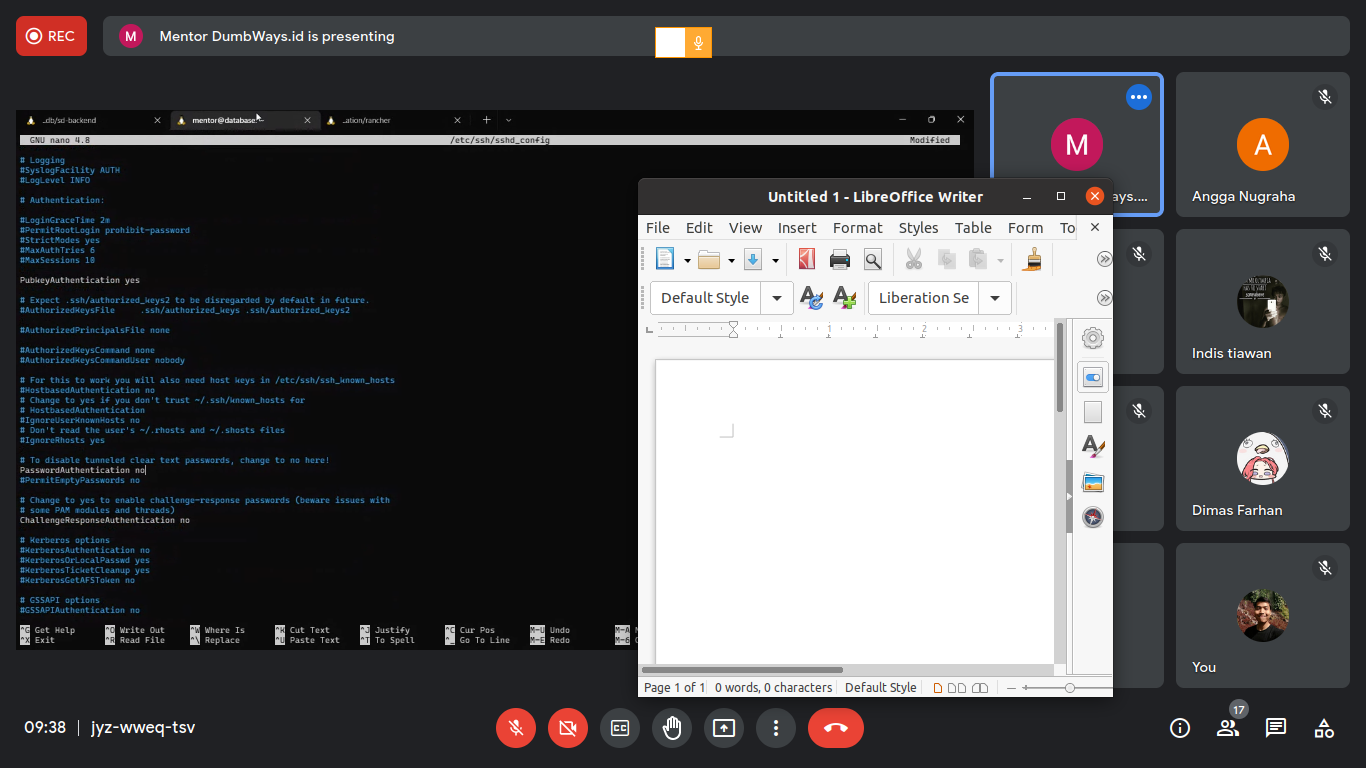 REC
M
Mentor DumbWays.id is presenting
_db/sd-backend
mentor@database: ~
_ation/rancher
GNU nano 4.8 /etc/ssh/sshd_config Modified
# Logging
#SyslogFacility AUTH
#LogLevel INFO
# Authentication:
#LoginGraceTime 2m
#PermitRootLogin prohibit-password
#StrictModes yes
#MaxAuthTries 6
#MaxSessions 10
PubkeyAuthentication yes
# Expect .ssh/authorized_keys2 to be disregarded by default in future.
#AuthorizedKeysFile .ssh/authorized_keys .ssh/authorized_keys2
#AuthorizedPrincipalsFile none
#AuthorizedKeysCommand none
#AuthorizedKeysCommandUser nobody
# For this to work you will also need host keys in /etc/ssh/ssh_known_hosts
#HostbasedAuthentication no
# Change to yes if you don't trust ~/.ssh/known_hosts for
# HostbasedAuthentication
#IgnoreUserKnownHosts no
# Don't read the user's ~/.rhosts and ~/.shosts files
#IgnoreRhosts yes
# To disable tunneled clear text passwords, change to no here!
PasswordAuthentication no
#PermitEmptyPasswords no
# Change to yes to enable challenge-response passwords (beware issues with
# some PAM modules and threads)
ChallengeResponseAuthentication no
# Kerberos options
#KerberosAuthentication no
#KerberosOrLocalPasswd yes
#KerberosTicketCleanup yes
#KerberosGetAFSToken no
# GSSAPI options
#GSSAPIAuthentication no
^G Get Help ^O Write Out ^W Where Is ^K Cut Text ^J Justify ^C Cur Pos M-U Undo M-A
^X Exit ^R Read File ^\ Replace ^U Paste Text ^T To Spell ^_ Go To Line M-E Redo M-6
Untitled 1 - LibreOffice Writer
File Edit View Insert Format Styles Table Form To
Default Style Liberation Se
1 2 3
Page 1 of 1 0 words, 0 characters Default Style
M
ays....
A
Angga Nugraha
Indis tiawan
Dimas Farhan
You
09:38 | jyz-wweq-tsv
17